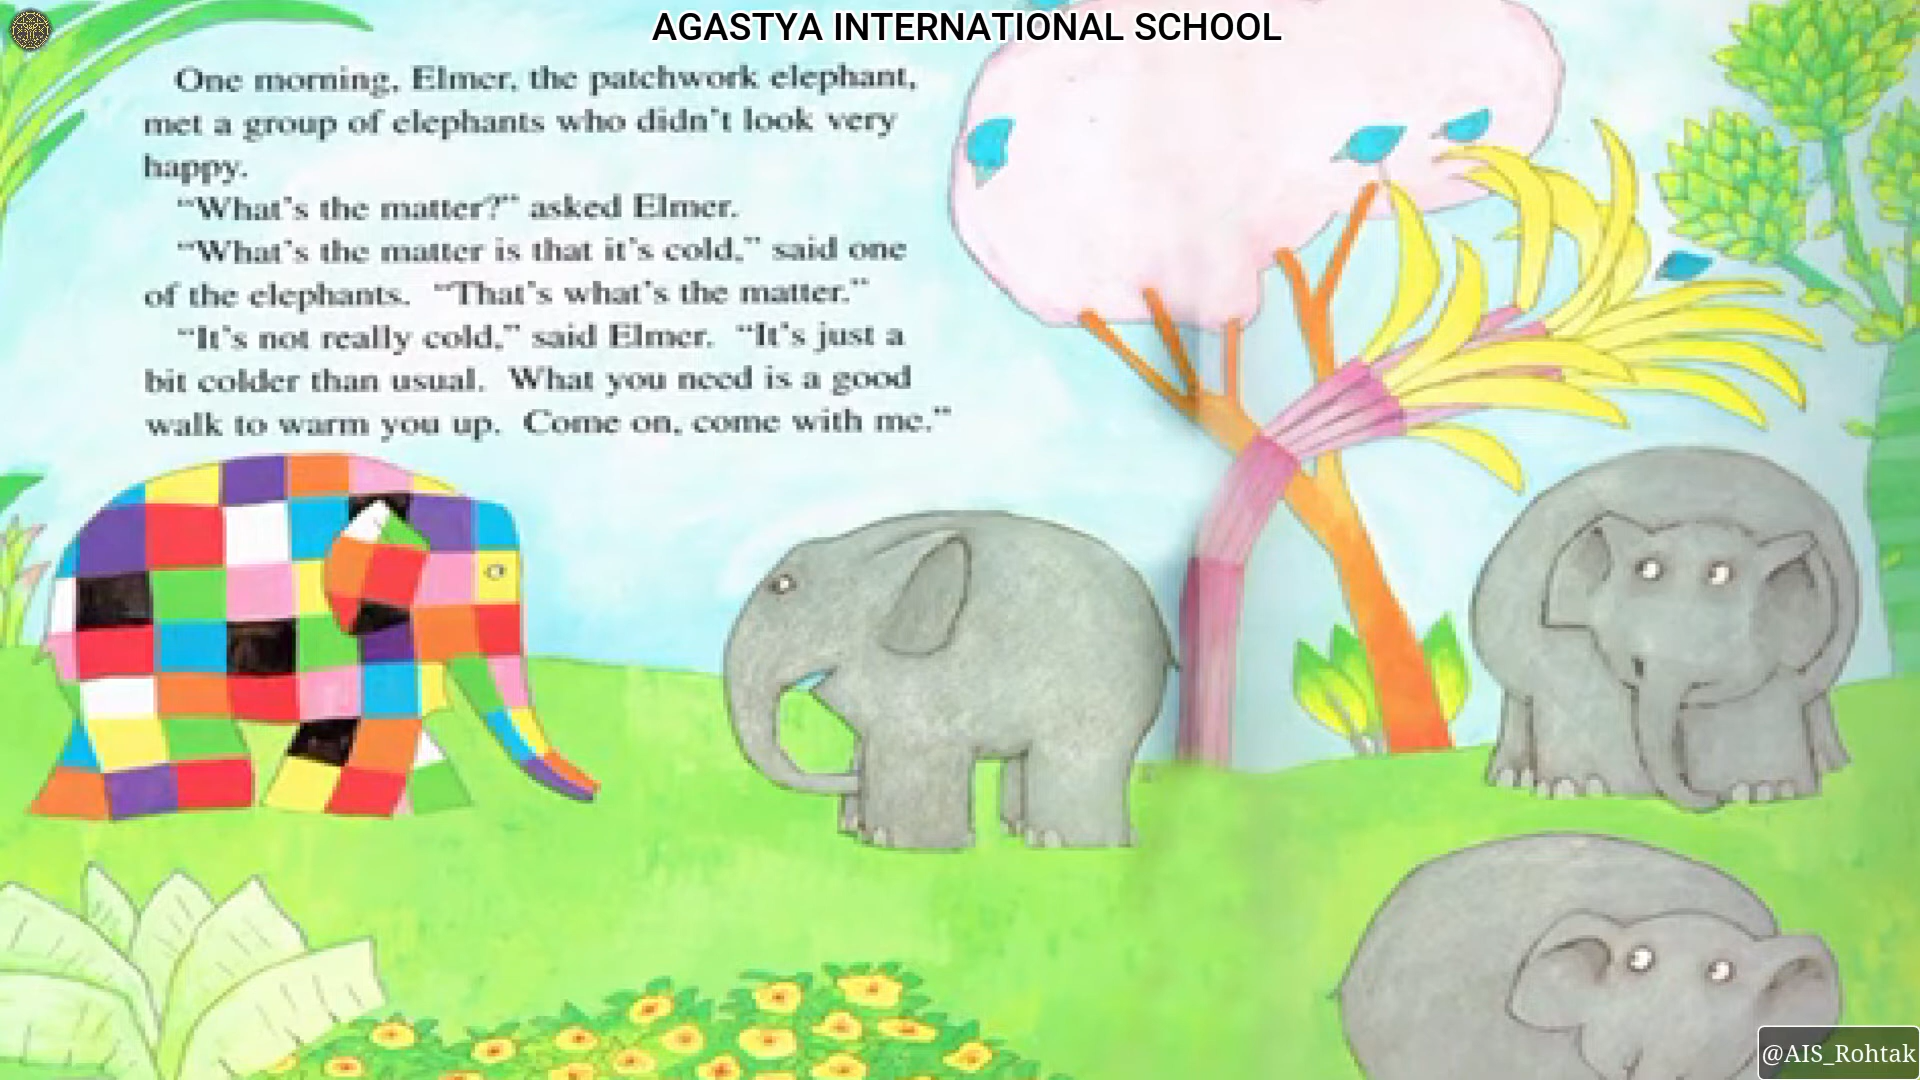 AGASTYA INTERNATIONAL SCHOOL
One morning, Elmer, the patchwork elephant,
met a group of elephants who didn't look very
happy.
"What's the matter?" asked Elmer.
"What's the matter is that it's cold," said one
of the elephants. "That's what's the matter."
"It's not really cold," said Elmer. "It's just a
bit colder than usual. What you need is a good
walk to warm you up. Come on, come with me."
@AIS_Rohtak